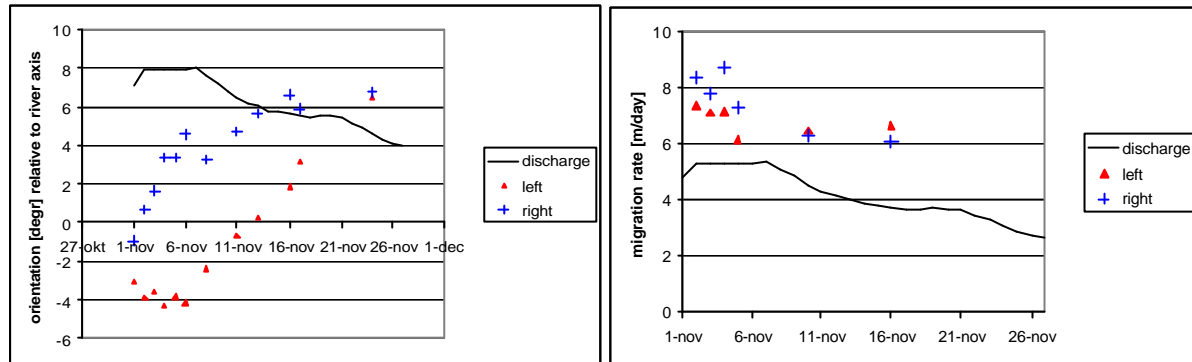 orientation [degr] relative to river axis
10
8
6
4
2
0
-2
-4
-6
27-okt 1-nov 6-nov 11-nov 16-nov 21-nov 26-nov 1-dec
discharge
left
right
migration rate [m/day]
10
8
6
4
2
0
1-nov 6-nov 11-nov 16-nov 21-nov 26-nov
discharge
left
right